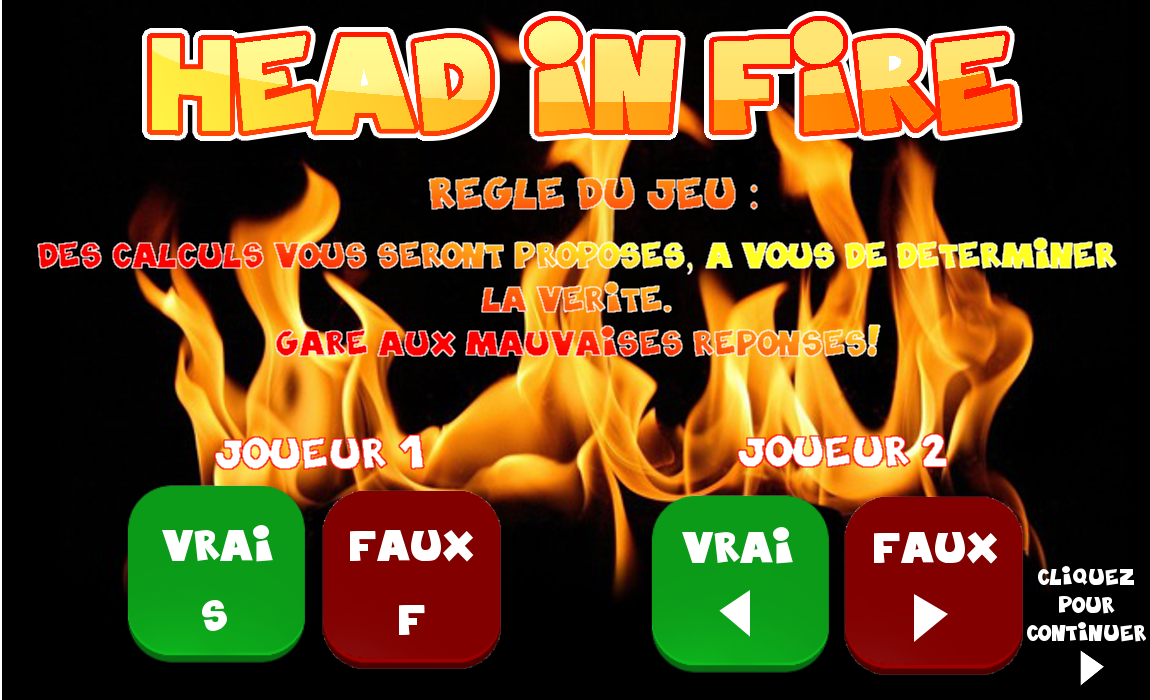 HEAD IN FIRE
REGLE DU JEU :
DES CALCULS VOUS SERONT PROPOSES, A VOUS DE DETERMINER
LA VERITE.
GARE AUX MAUVAISES REPONSES!
JOUEUR 1
VRAI
S
FAUX
F
JOUEUR 2
VRAI
FAUX
CLIQUEZ
POUR
CONTINUER